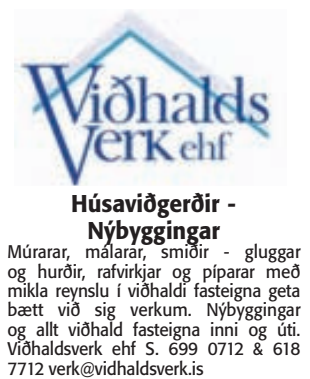 Viðhalds
Verk ehf
Húsaviðgerðir -
Nýbyggingar
Múrarar, málarar, smiðir - gluggar
og hurðir, rafvirkjar og píparar með
mikla reynslu í viðhaldi fasteigna geta
bætt við sig verkum. Nýbyggingar
og allt viðhald fasteigna inni og úti.
Viðhaldsverk ehf S. 699 0712 & 618
7712 verk@vidhaldsverk.is